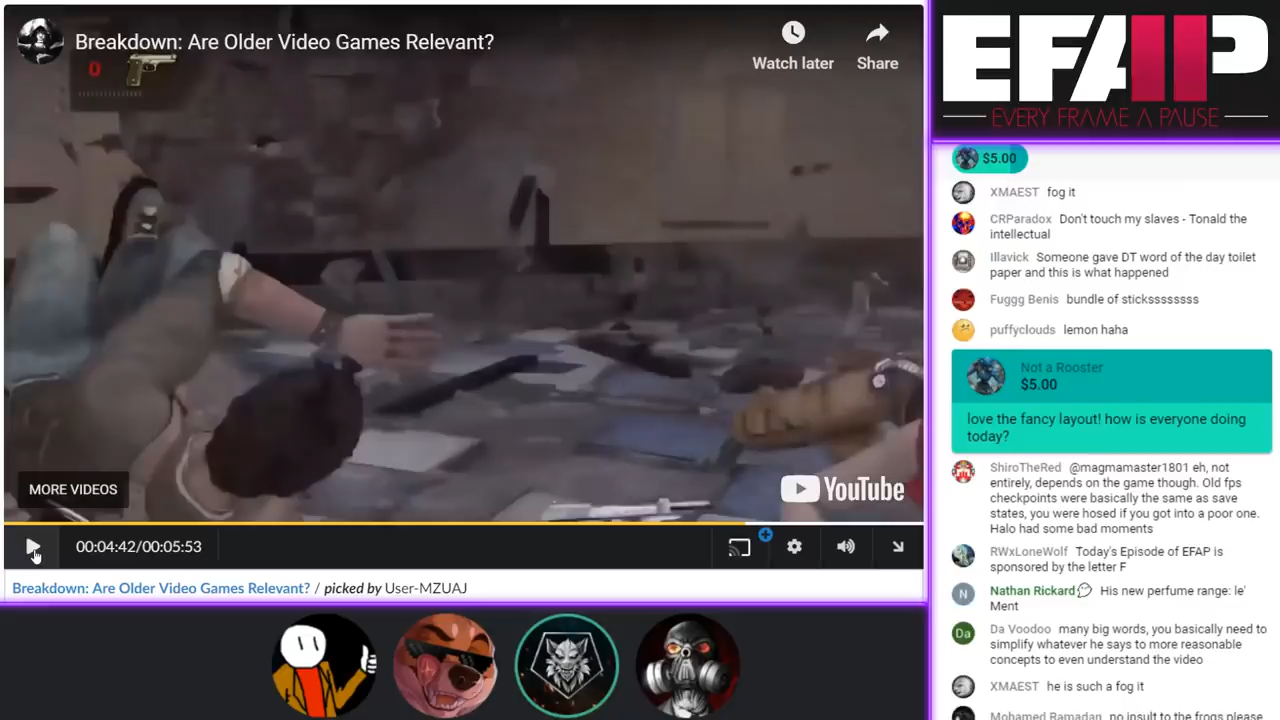 Breakdown: Are Older Video Games Relevant?
Watch later
Share
0
MORE VIDEOS
YouTube
00:04:42/00:05:53
Breakdown: Are Older Video Games Relevant? / picked by User-MZUAJ
EFAP
EVERY FRAME A PAUSE
$5.00
XMAEST fog it
CRParadox Don't touch my slaves - Tonald the
intellectual
Illavick Someone gave DT word of the day toilet
paper and this is what happened
Fuggg Benis bundle of stickssssssss
puffyclouds lemon haha
Not a Rooster
$5.00
love the fancy layout! how is everyone doing
today?
ShiroTheRed @magmamaster1801 eh, not
entirely, depends on the game though. Old fps
checkpoints were basically the same as save
states, you were hosed if you got into a poor one.
Halo had some bad moments
RWxLoneWolf Today's Episode of EFAP is
sponsored by the letter F
N
Nathan Rickard His new perfume range: le'
Ment
Da
Da Voodoo many big words, you basically need to
simplify whatever he says to more reasonable
concepts to even understand the video
XMAEST he is such a fog it
Mohamed Ramadan no insult to the frogs please